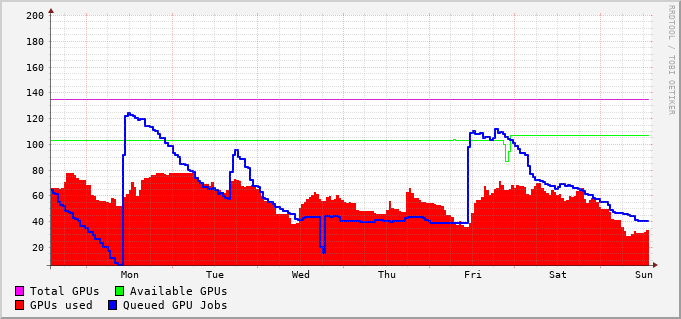 200
180
160
140
120
100
80
60
40
20
Mon Tue Wed Thu Fri Sat Sun
Total GPUs Available GPUs
GPUs used Queued GPU Jobs
RRDTOOL / TOBI OETIKER